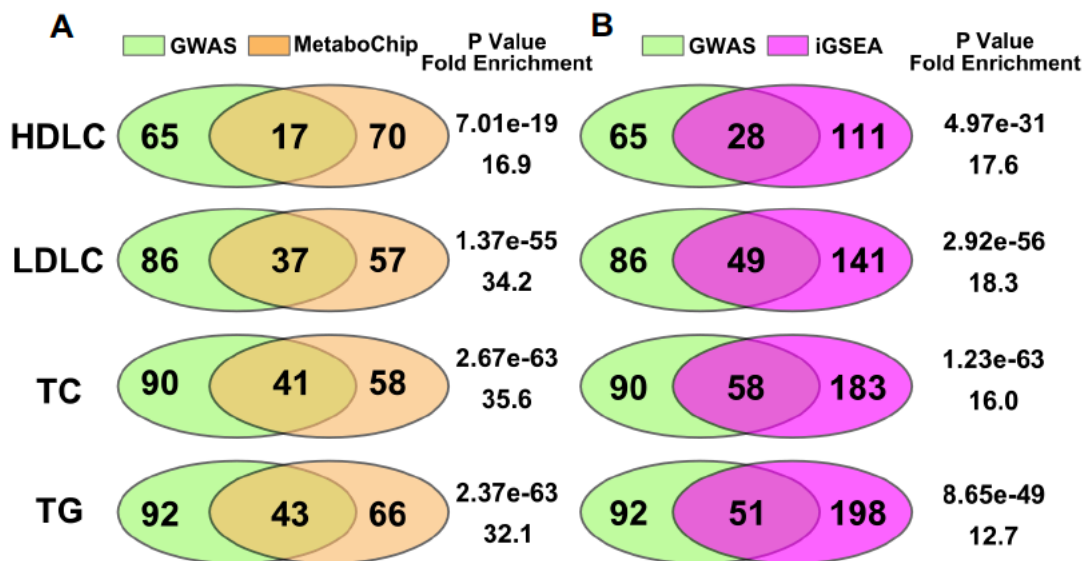 A GWAS MetaboChip P Value Fold Enrichment
HDLC 65 17 70 7.01e-19 16.9
LDLC 86 37 57 1.37e-55 34.2
TC 90 41 58 2.67e-63 35.6
TG 92 43 66 2.37e-63 32.1
B GWAS iGSEA P Value Fold Enrichment
65 28 111 4.97e-31 17.6
86 49 141 2.92e-56 18.3
90 58 183 1.23e-63 16.0
92 51 198 8.65e-49 12.7